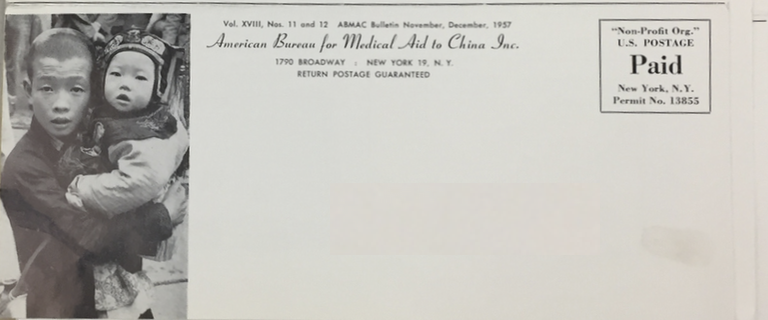 Vol. XVIII, Nos. 11 and 12 ABMAC Bulletin November, December, 1957
American Bureau for Medical Aid to China Inc.
1790 BROADWAY : NEW YORK 19, N. Y.
RETURN POSTAGE GUARANTEED
"Non-Profit Org."
U.S. POSTAGE
Paid
New York, N.Y.
Permit No. 13855